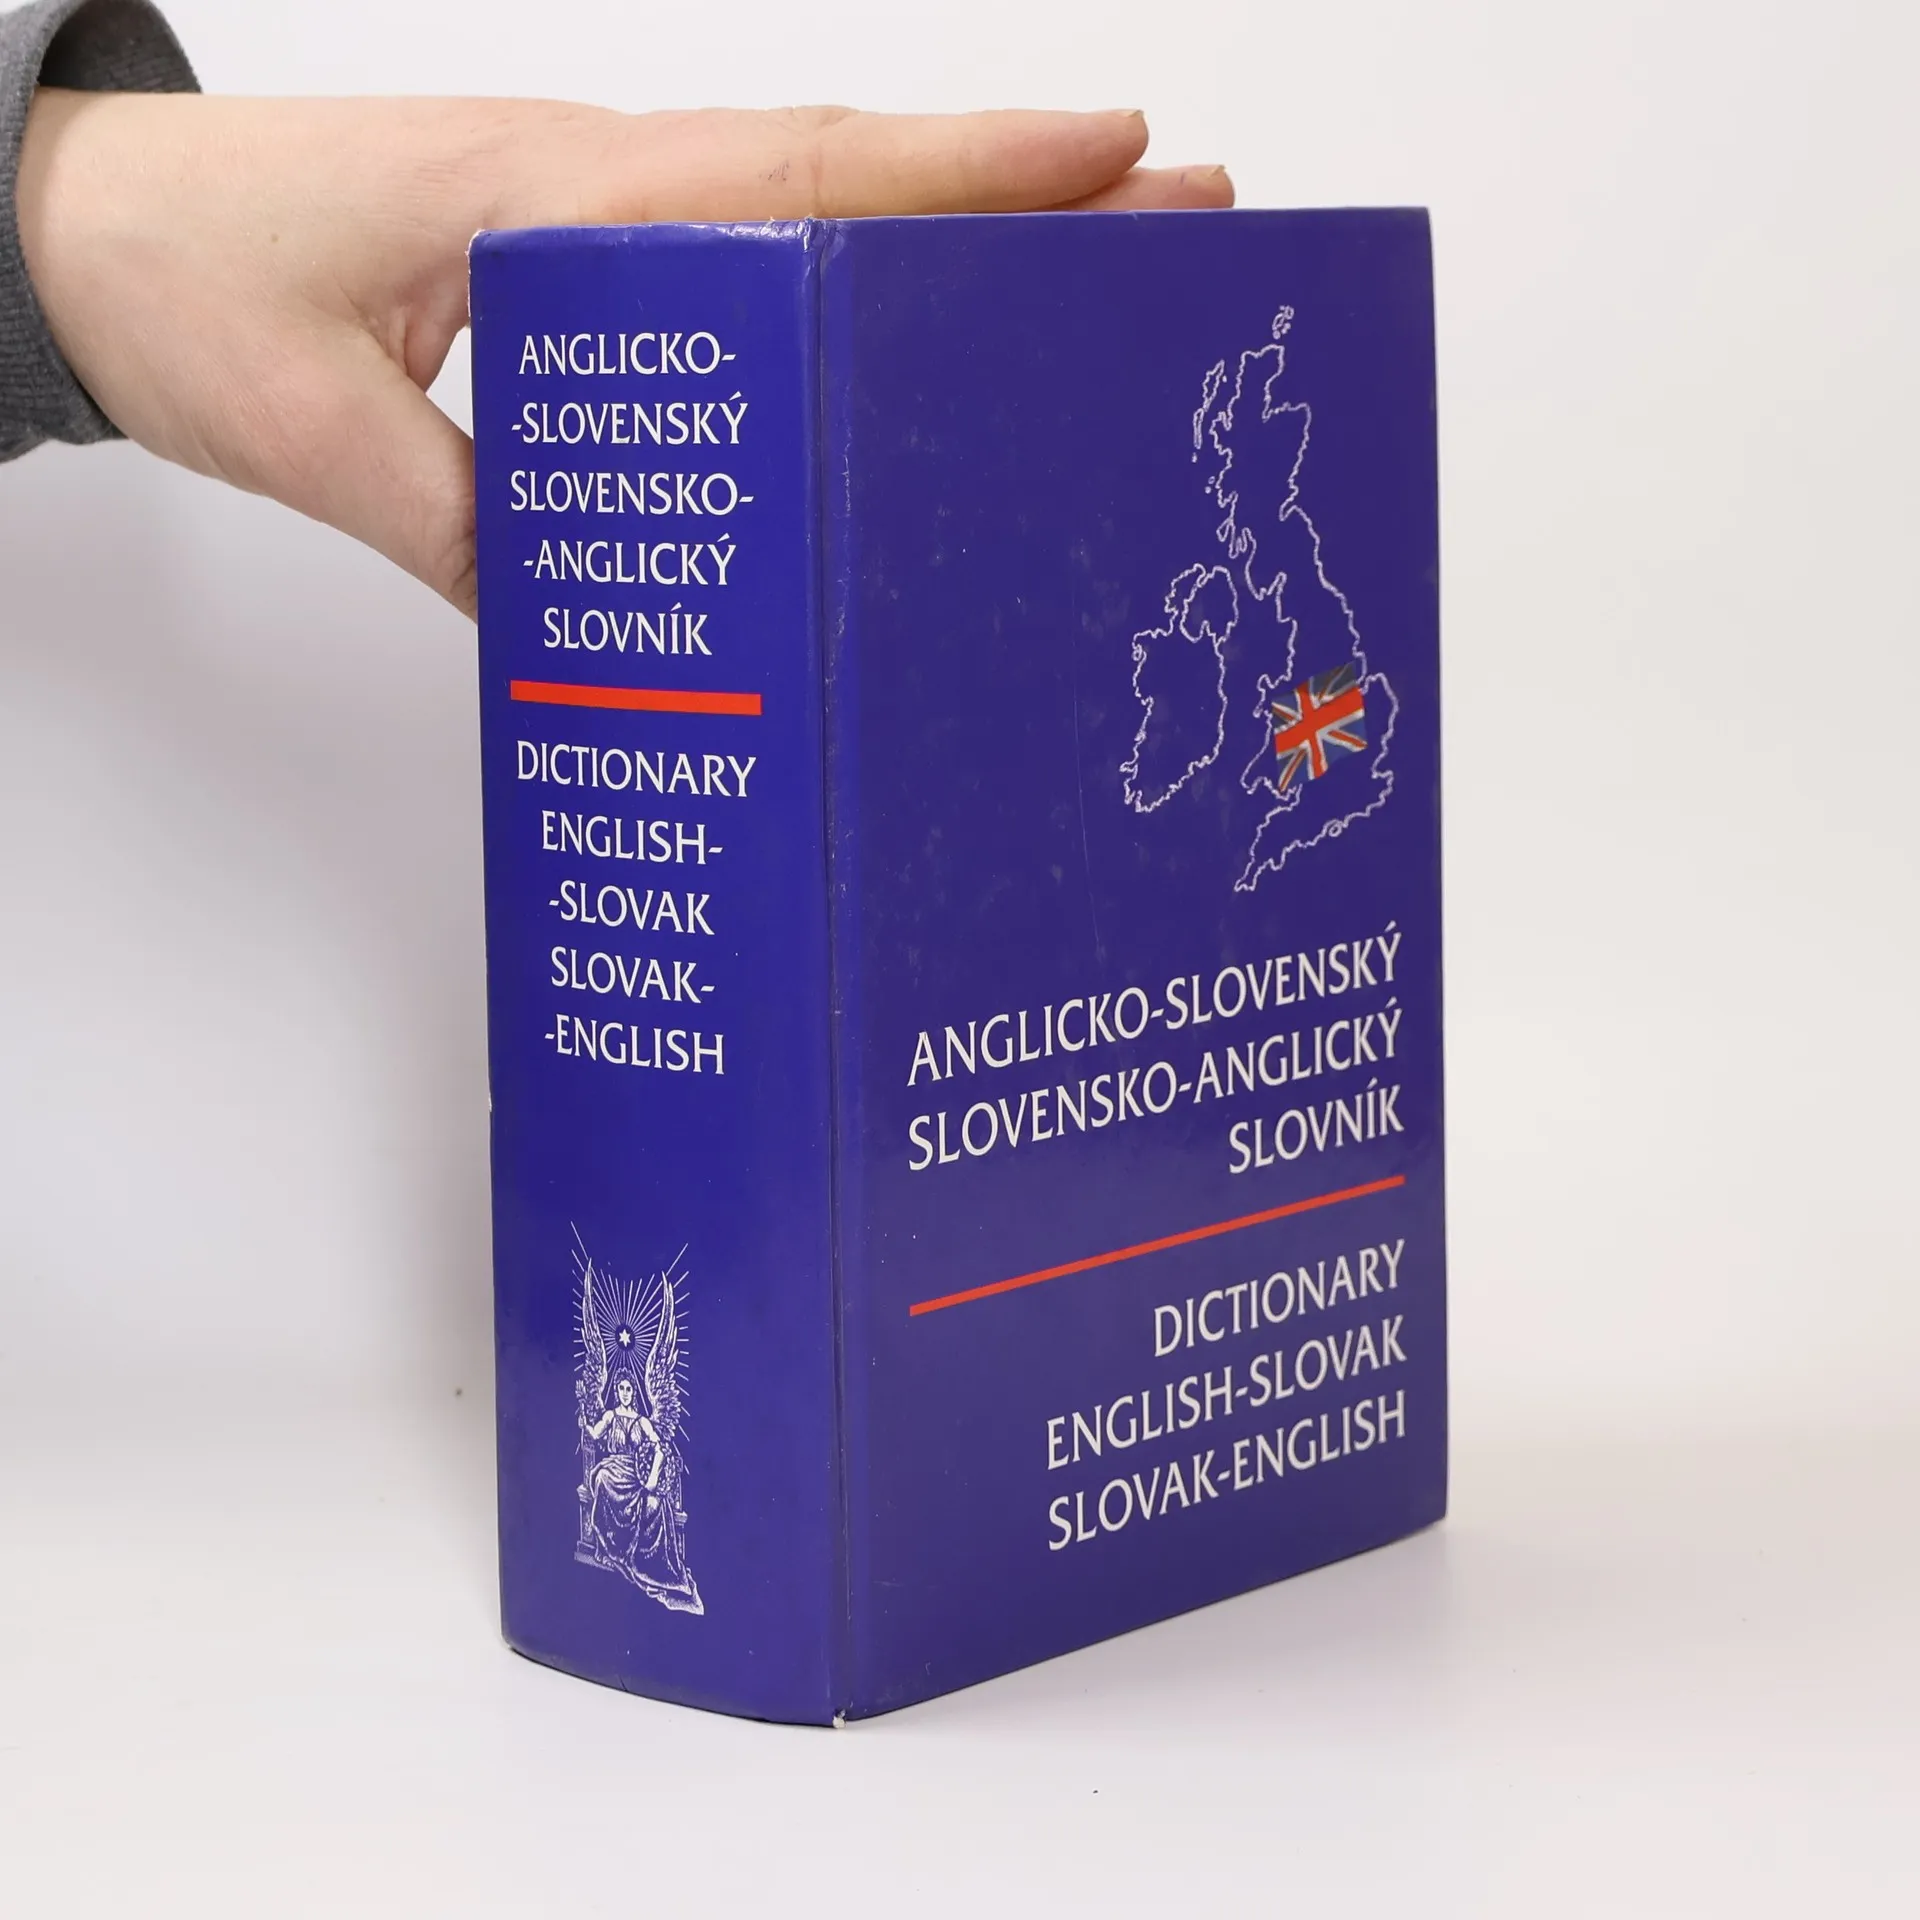 ANGLICKO-
-SLOVENSKÝ
SLOVENSKO-
-ANGLICKÝ
SLOVNÍK
DICTIONARY
ENGLISH-
-SLOVAK
SLOVAK-
-ENGLISH
ANGLICKO-SLOVENSKÝ
SLOVENSKO-ANGLICKÝ
SLOVNÍK
DICTIONARY
ENGLISH-SLOVAK
SLOVAK-ENGLISH